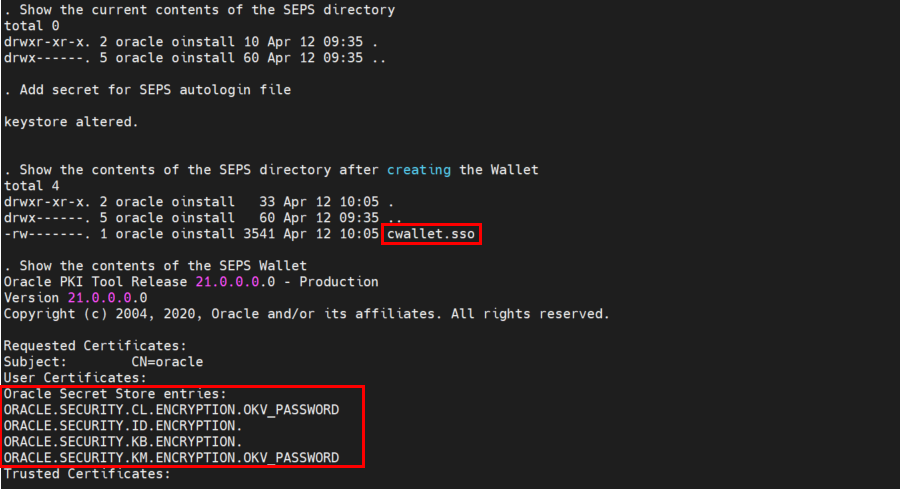 . Show the current contents of the SEPS directory
total 0
drwxr-xr-x. 2 oracle oinstall 10 Apr 12 09:35 .
drwx------. 5 oracle oinstall 60 Apr 12 09:35 ..
. Add secret for SEPS autologin file
keystore altered.
. Show the contents of the SEPS directory after creating the Wallet
total 4
drwxr-xr-x. 2 oracle oinstall   33 Apr 12 10:05 .
drwx------. 5 oracle oinstall   60 Apr 12 09:35 ..
-rw-------. 1 oracle oinstall 3541 Apr 12 10:05 cwallet.sso
. Show the contents of the SEPS Wallet
Oracle PKI Tool Release 21.0.0.0.0 - Production
Version 21.0.0.0.0
Copyright (c) 2004, 2020, Oracle and/or its affiliates. All rights reserved.
Requested Certificates:
Subject:        CN=oracle
User Certificates:
Oracle Secret Store entries:
ORACLE.SECURITY.CL.ENCRYPTION.OKV_PASSWORD
ORACLE.SECURITY.ID.ENCRYPTION.
ORACLE.SECURITY.KB.ENCRYPTION.
ORACLE.SECURITY.KM.ENCRYPTION.OKV_PASSWORD
Trusted Certificates: